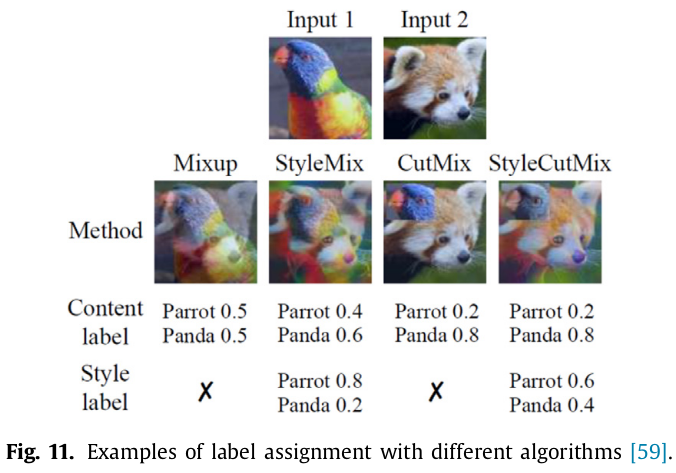 Input 1 Input 2
Mixup StyleMix CutMix StyleCutMix
Method
Content label
Parrot 0.5 Parrot 0.4 Parrot 0.2 Parrot 0.2
Panda 0.5 Panda 0.6 Panda 0.8 Panda 0.8
Style label
✗ Parrot 0.8 ✗ Parrot 0.6
Panda 0.2 Panda 0.4
Fig. 11. Examples of label assignment with different algorithms [59].